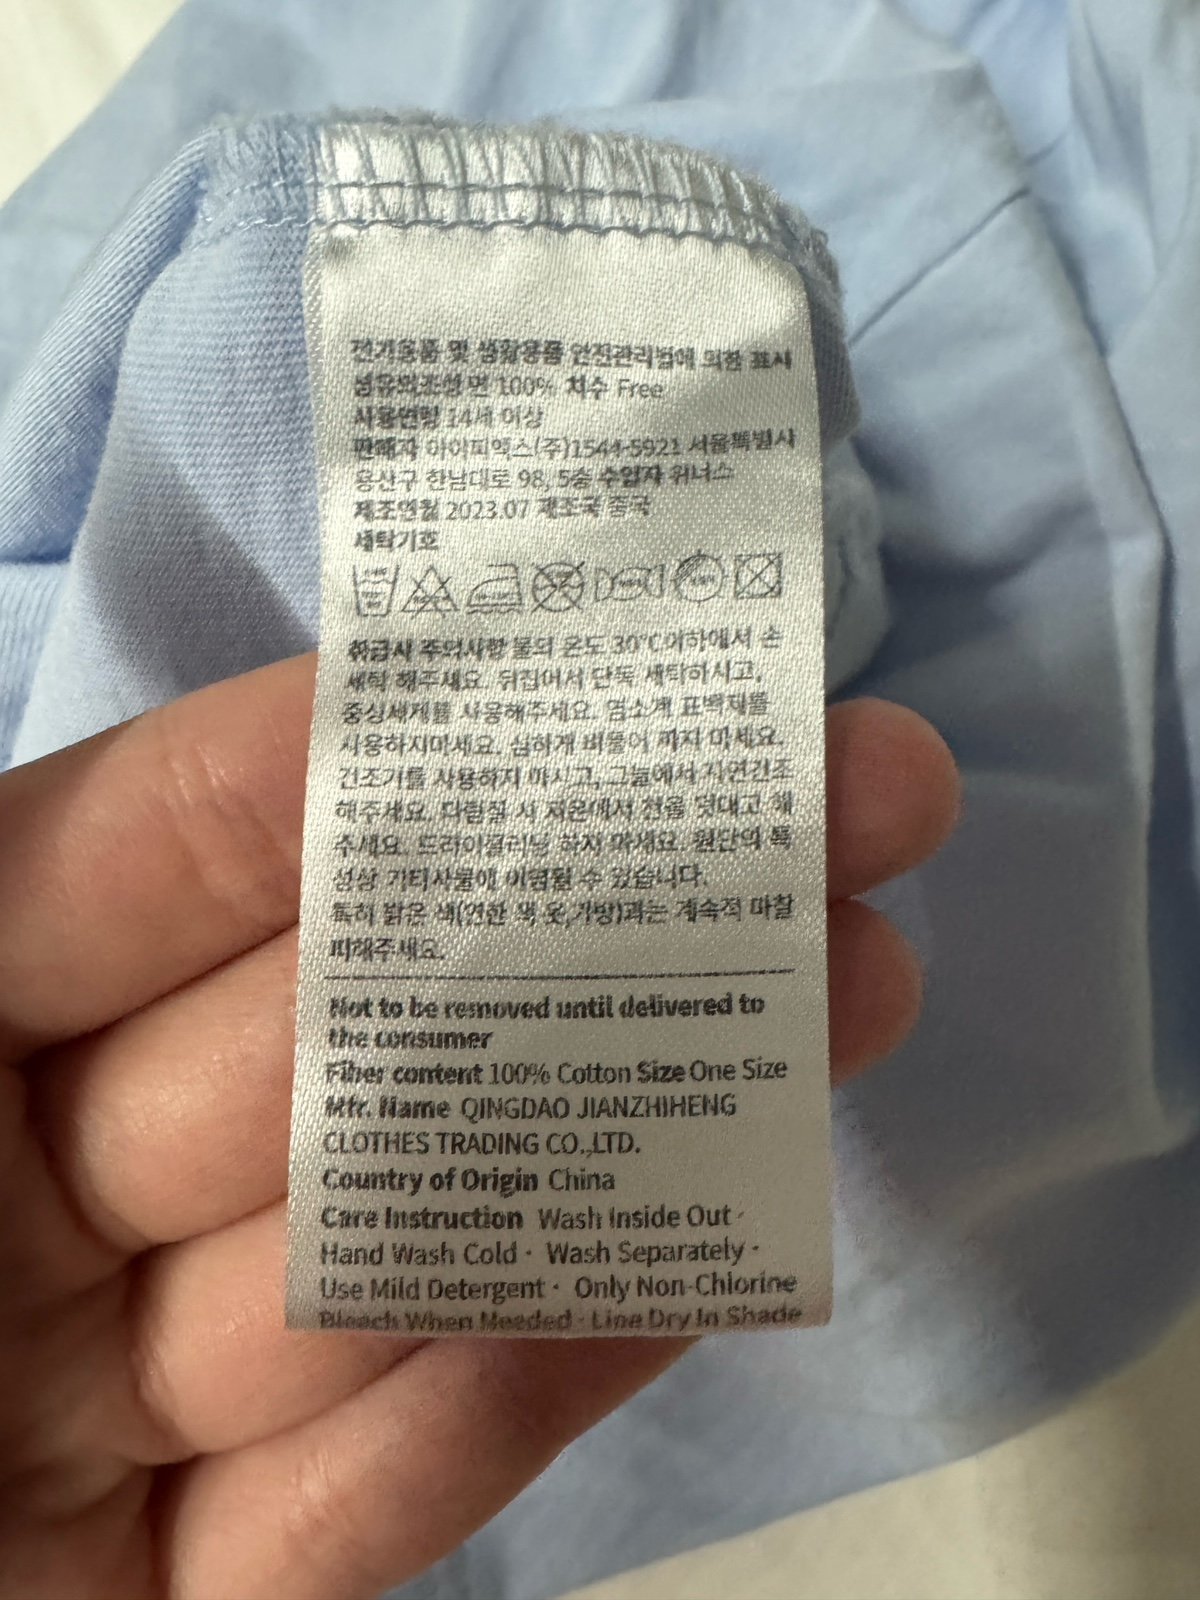 전기용품 및 생활용품 안전관리법에 의한 표시
섬유의조성 면 100% 치수 Free
사용연령 14세 이상
판매자 아이피엑스(주)1544-5921 서울특별시
용산구 한남대로 98, 5층 수입자 위너스
제조연월 2023.07 제조국 중국
세탁기호
취급시 주의사항 물의 온도 30°C이하에서 손
세탁 해주세요. 뒤집어서 단독 세탁하시고,
중성세제를 사용해주세요. 염소계 표백제를
사용하지마세요. 심하게 비틀어 짜지 마세요.
건조기를 사용하지 마시고, 그늘에서 자연건조
해주세요. 다림질 시 저온에서 천을 덧대고 해
주세요. 드라이클리닝 하지 마세요. 원단의 특
성상 기타사물에 이염될 수 있습니다.
특히 밝은 색(연한 색 옷,가방)과는 계속적 마찰
피해주세요.
Not to be removed until delivered to
the consumer
Fiber content 100% Cotton Size One Size
Mfr. Name QINGDAO JIANZHIHENG
CLOTHES TRADING CO.,LTD.
Country of Origin China
Care Instruction Wash Inside Out ·
Hand Wash Cold · Wash Separately ·
Use Mild Detergent · Only Non-Chlorine
Bleach When Needed · Line Dry In Shade